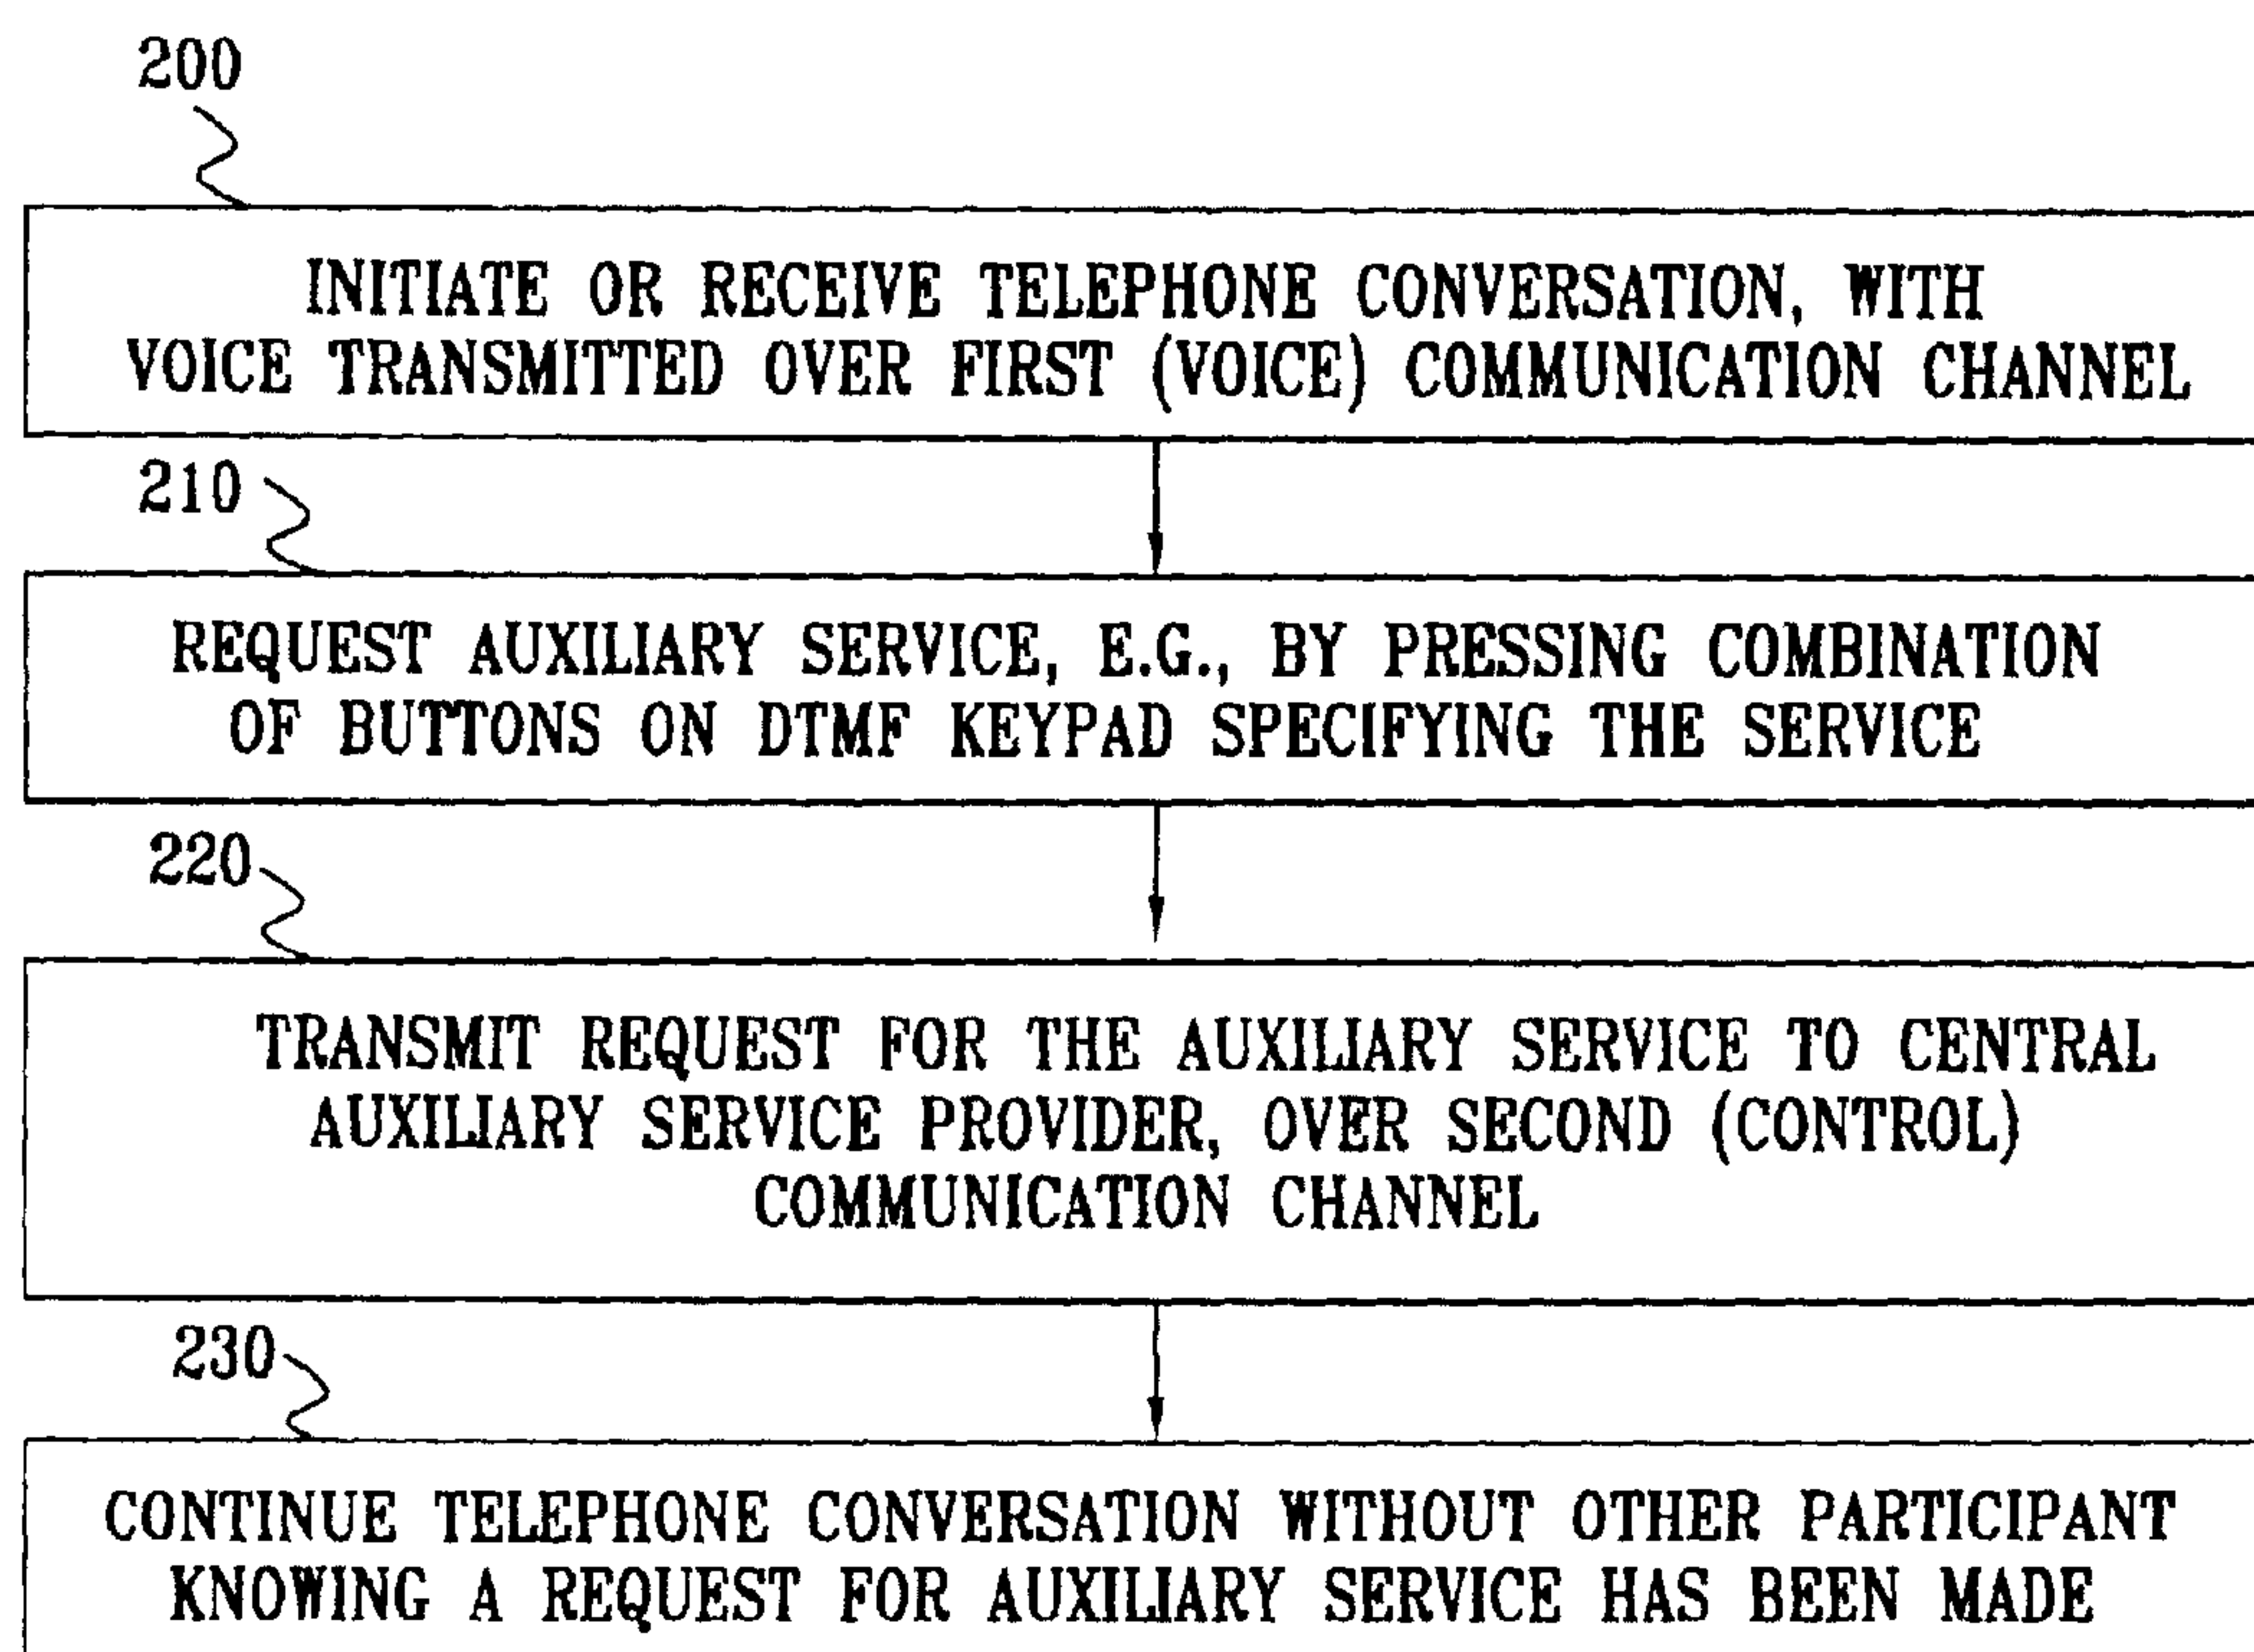 200
INITIATE OR RECEIVE TELEPHONE CONVERSATION, WITH
VOICE TRANSMITTED OVER FIRST (VOICE) COMMUNICATION CHANNEL
210
REQUEST AUXILIARY SERVICE, E.G., BY PRESSING COMBINATION
OF BUTTONS ON DTMF KEYPAD SPECIFYING THE SERVICE
220
TRANSMIT REQUEST FOR THE AUXILIARY SERVICE TO CENTRAL
AUXILIARY SERVICE PROVIDER, OVER SECOND (CONTROL)
COMMUNICATION CHANNEL
230
CONTINUE TELEPHONE CONVERSATION WITHOUT OTHER PARTICIPANT
KNOWING A REQUEST FOR AUXILIARY SERVICE HAS BEEN MADE